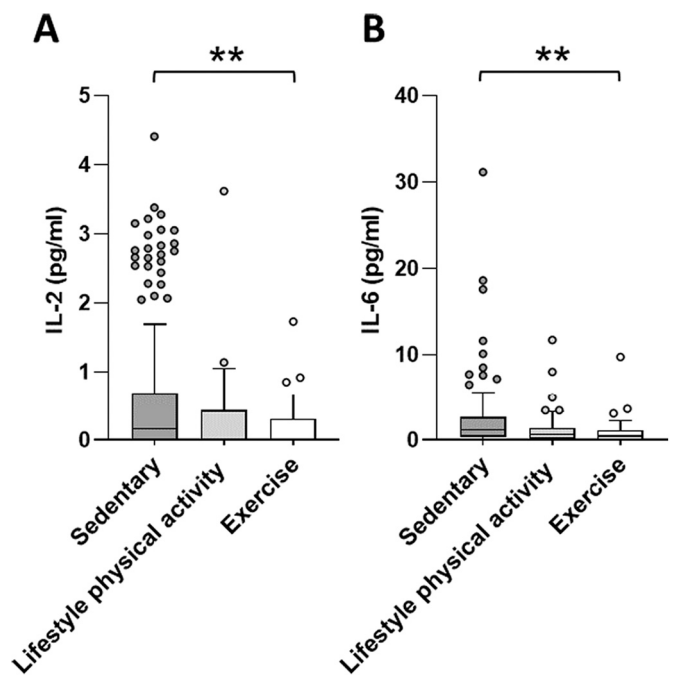 A
B
**
**
IL-2 (pg/ml)
5
4
3
2
1
0
Sedentary
Lifestyle physical activity
Exercise
IL-6 (pg/ml)
40
30
20
10
0
Sedentary
Lifestyle physical activity
Exercise